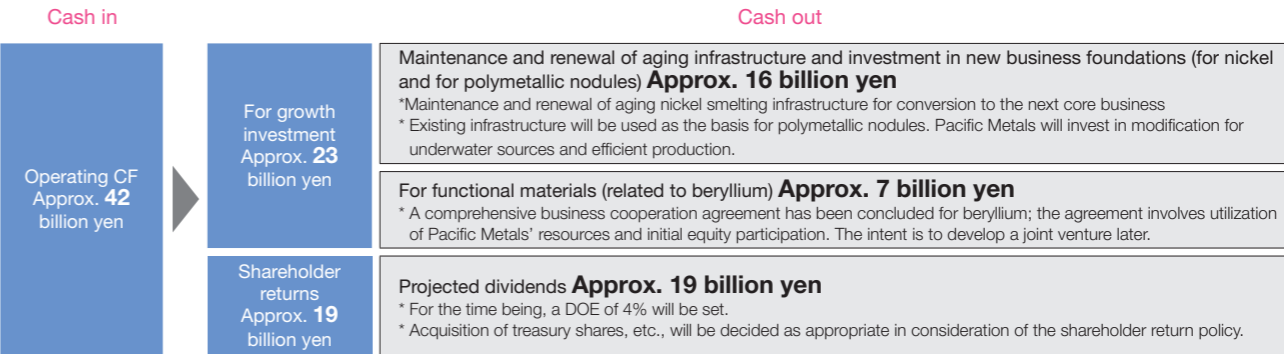 Cash in
Cash out
Operating CF
Approx. 42
billion yen
For growth
investment
Approx. 23
billion yen
Maintenance and renewal of aging infrastructure and investment in new business foundations (for nickel
and for polymetallic nodules) Approx. 16 billion yen
*Maintenance and renewal of aging nickel smelting infrastructure for conversion to the next core business
* Existing infrastructure will be used as the basis for polymetallic nodules. Pacific Metals will invest in modification for
underwater sources and efficient production.
For functional materials (related to beryllium) Approx. 7 billion yen
* A comprehensive business cooperation agreement has been concluded for beryllium; the agreement involves utilization
of Pacific Metals' resources and initial equity participation. The intent is to develop a joint venture later.
Shareholder
returns
Approx. 19
billion yen
Projected dividends Approx. 19 billion yen
* For the time being, a DOE of 4% will be set.
* Acquisition of treasury shares, etc., will be decided as appropriate in consideration of the shareholder return policy.